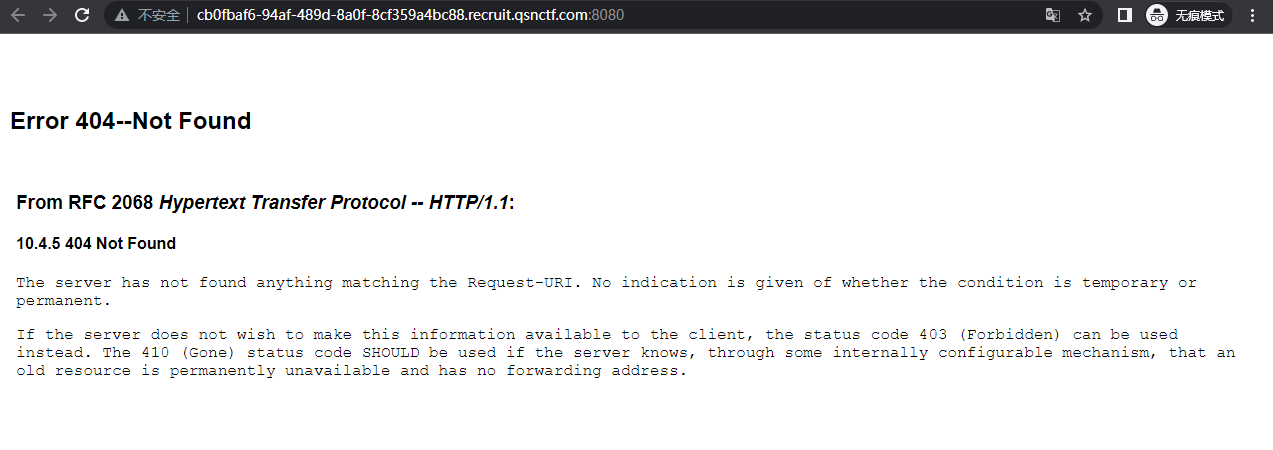 不安全 cb0fbaf6-94af-489d-8a0f-8cf359a4bc88.recruit.qsnctf.com:8080 无痕模式
Error 404--Not Found
From RFC 2068 Hypertext Transfer Protocol -- HTTP/1.1:
10.4.5 404 Not Found
The server has not found anything matching the Request-URI. No indication is given of whether the condition is temporary or
permanent.
If the server does not wish to make this information available to the client, the status code 403 (Forbidden) can be used
instead. The 410 (Gone) status code SHOULD be used if the server knows, through some internally configurable mechanism, that an
old resource is permanently unavailable and has no forwarding address.